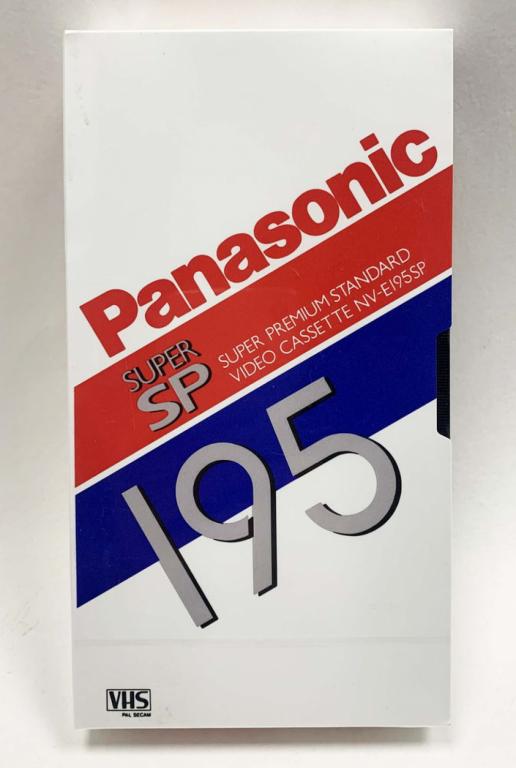 Panasonic
SUPER
SP
SUPER PREMIUM STANDARD
VIDEO CASSETTE NV-E195SP
195
VHS
PAL SECAM